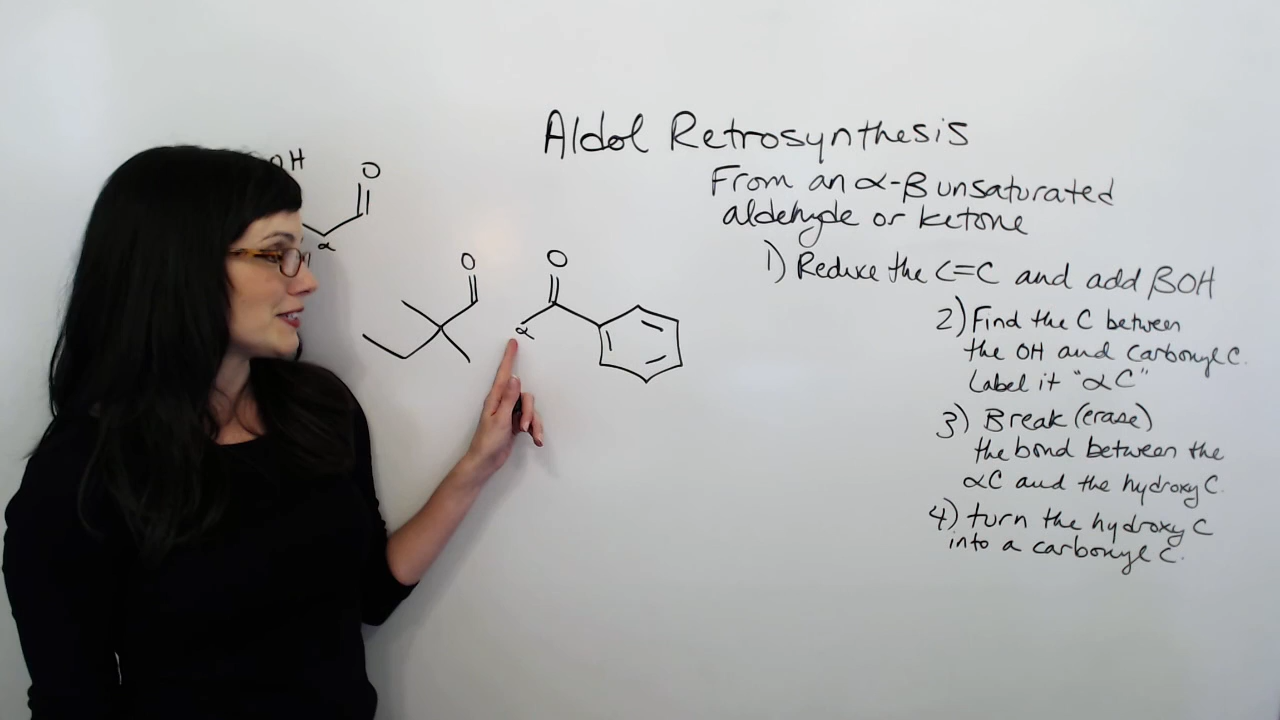 Aldol Retrosynthesis
From an α-β unsaturated
aldehyde or ketone
1) Reduce the C=C and add βOH
2) Find the C between
the OH and carbonyl C.
Label it "αC"
3) Break (erase)
the bond between the
αC and the hydroxy C.
4) turn the hydroxy C
into a carbonyl C.
OH
O
α
O
O
α